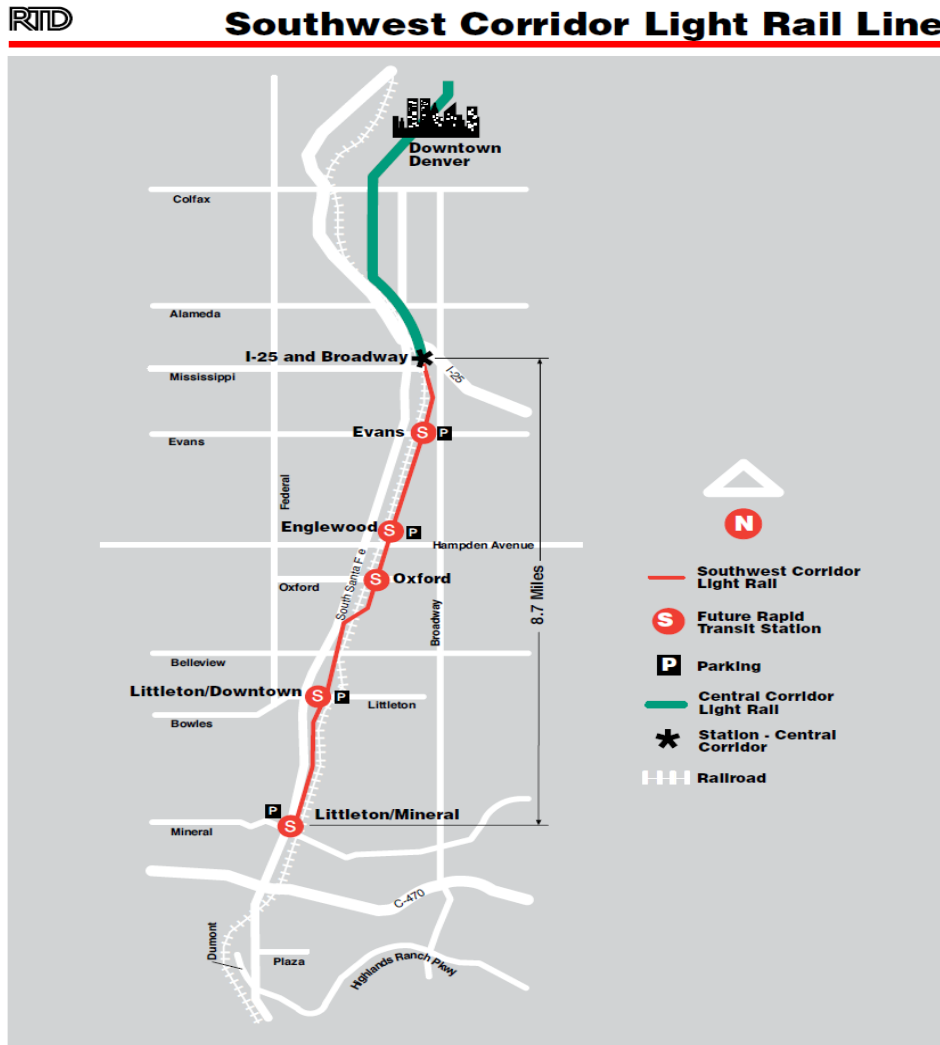 RTD
Southwest Corridor Light Rail Line
Downtown
Denver
Colfax
Alameda
I-25 and Broadway
Mississippi
I-25
Evans
P
S
Evans
Federal
Englewood
S
P
Hampden Avenue
Oxford
S
Oxford
South Santa Fe
Broadway
8.7 Miles
Belleview
Littleton/Downtown
S
P
Littleton
Bowles
P
Littleton/Mineral
S
Mineral
C-470
Dumont
Plaza
Highlands Ranch Pkwy
N
Southwest Corridor
Light Rail
S
Future Rapid
Transit Station
P
Parking
Central Corridor
Light Rail
Station - Central
Corridor
Railroad